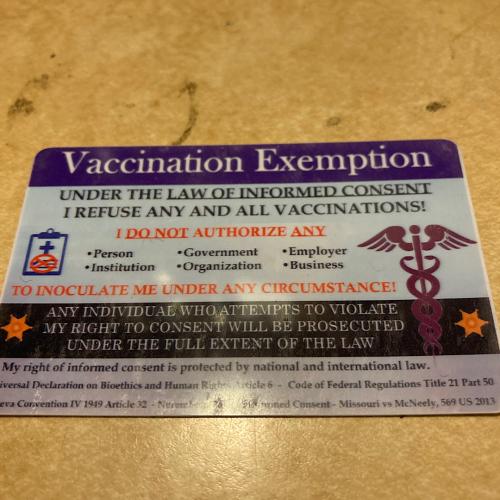 Vaccination Exemption
UNDER THE LAW OF INFORMED CONSENT
I REFUSE ANY AND ALL VACCINATIONS!
I DO NOT AUTHORIZE ANY
•Person •Government •Employer
•Institution •Organization •Business
TO INOCULATE ME UNDER ANY CIRCUMSTANCE!
ANY INDIVIDUAL WHO ATTEMPTS TO VIOLATE
MY RIGHT TO CONSENT WILL BE PROSECUTED
UNDER THE FULL EXTENT OF THE LAW
My right of informed consent is protected by national and international law.
Declaration on Bioethics and Human Rights Article 6 - Code of Federal Regulations Title 21 Part 50
Convention IV 1949 Article 32 - Consent - Missouri vs McNeely, 569 US 2013